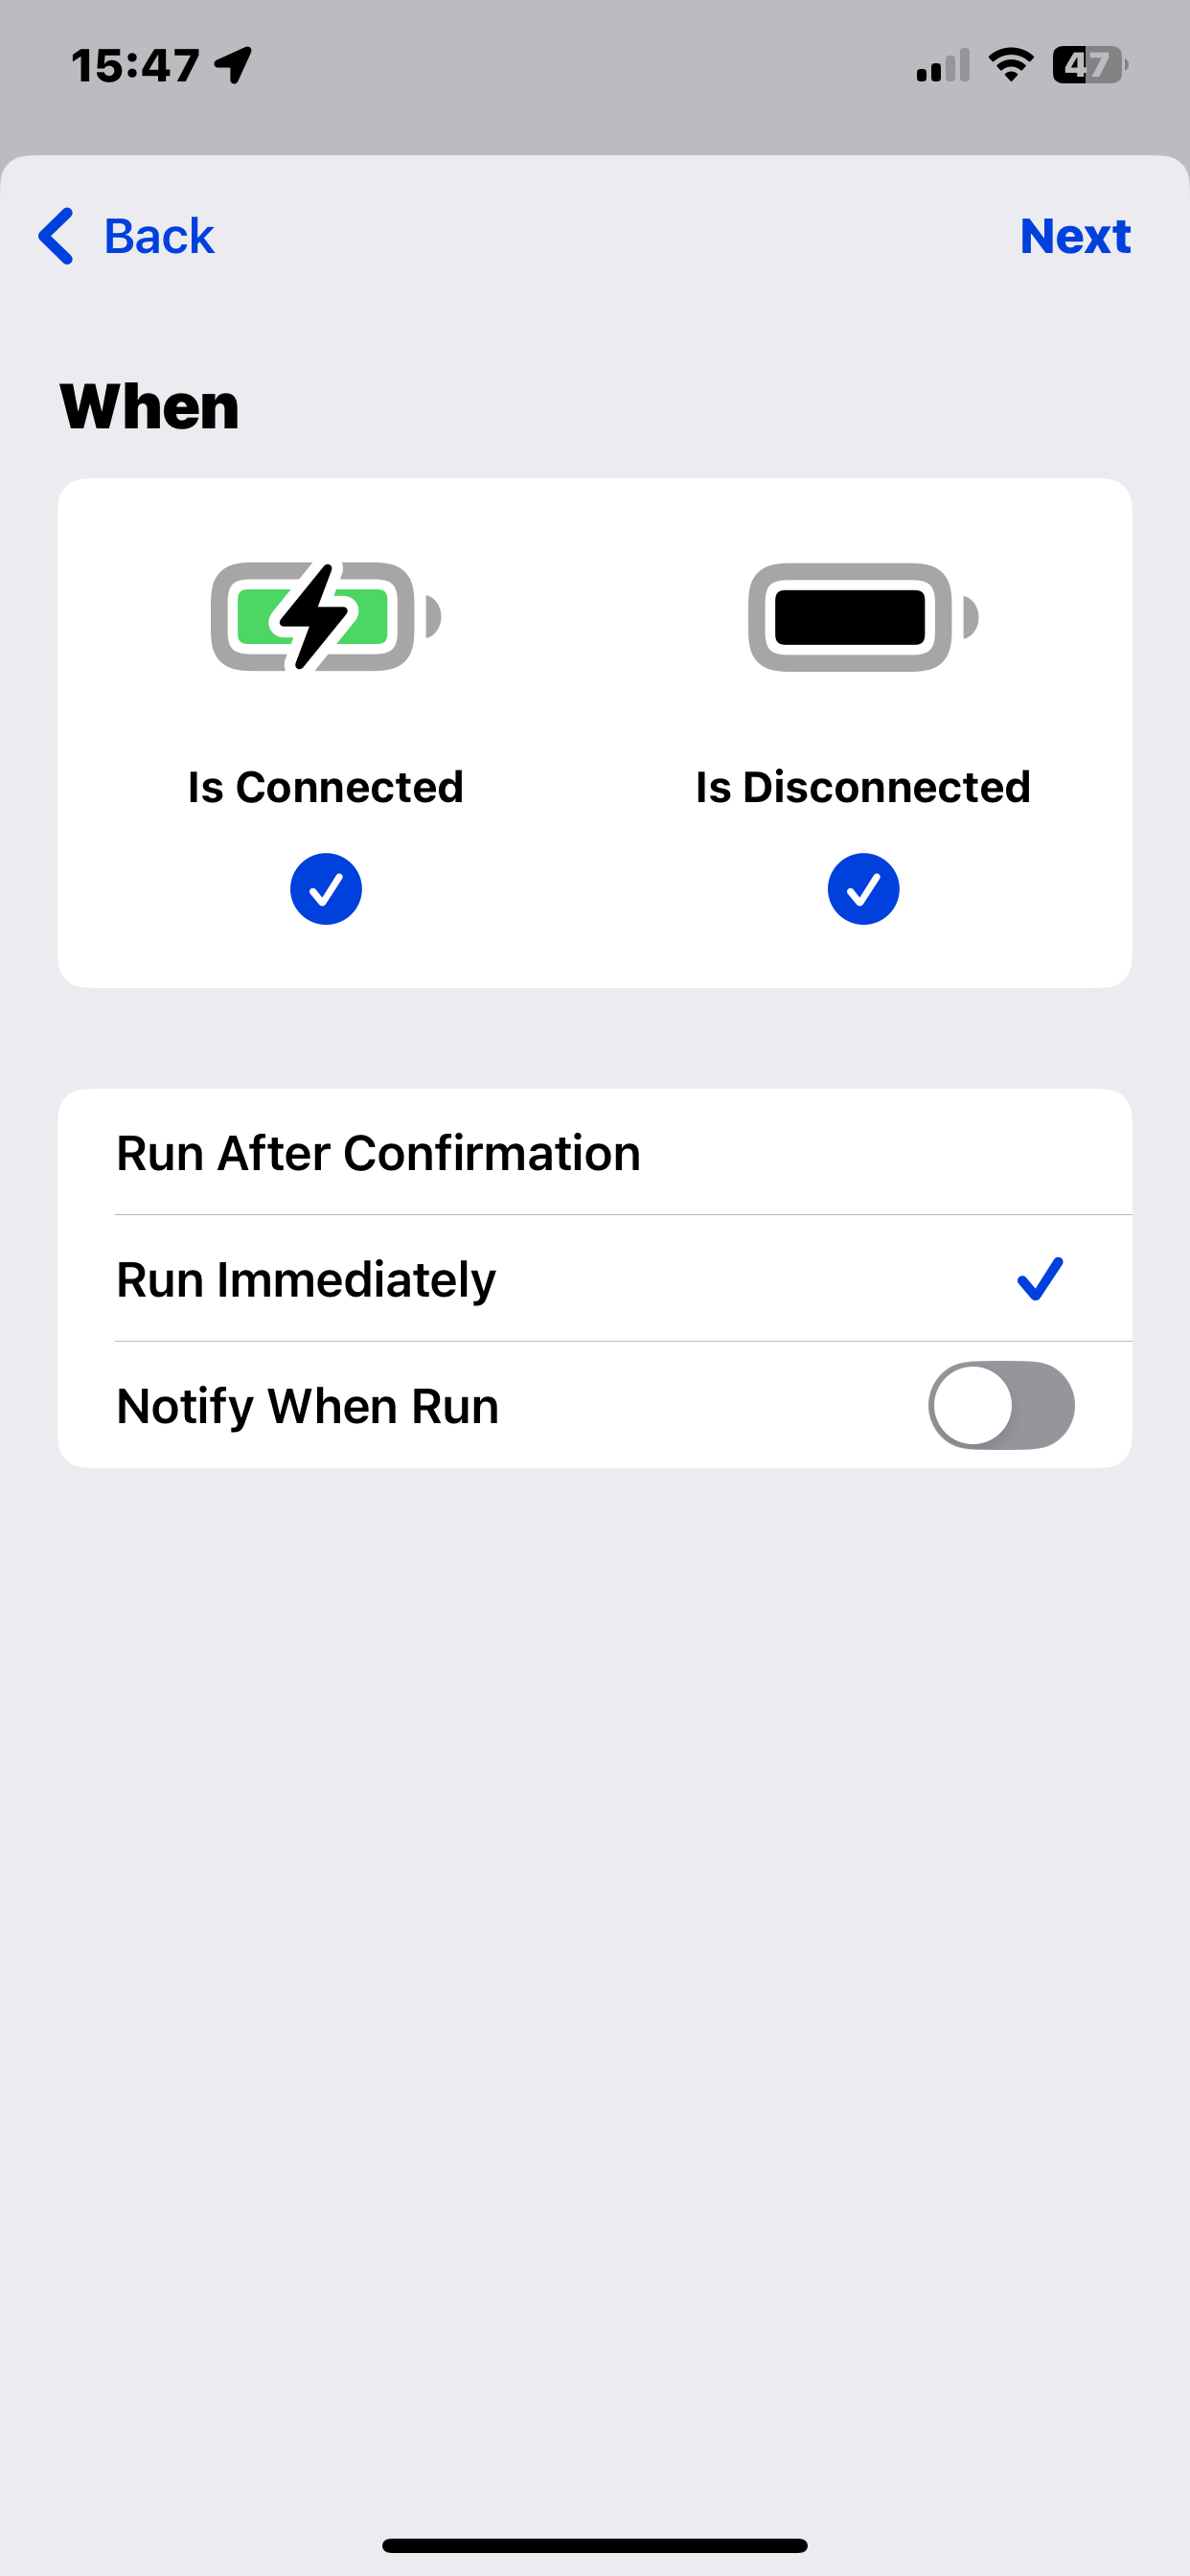 15:47
47
Back
Next
When
Is Connected
Is Disconnected
Run After Confirmation
Run Immediately
Notify When Run